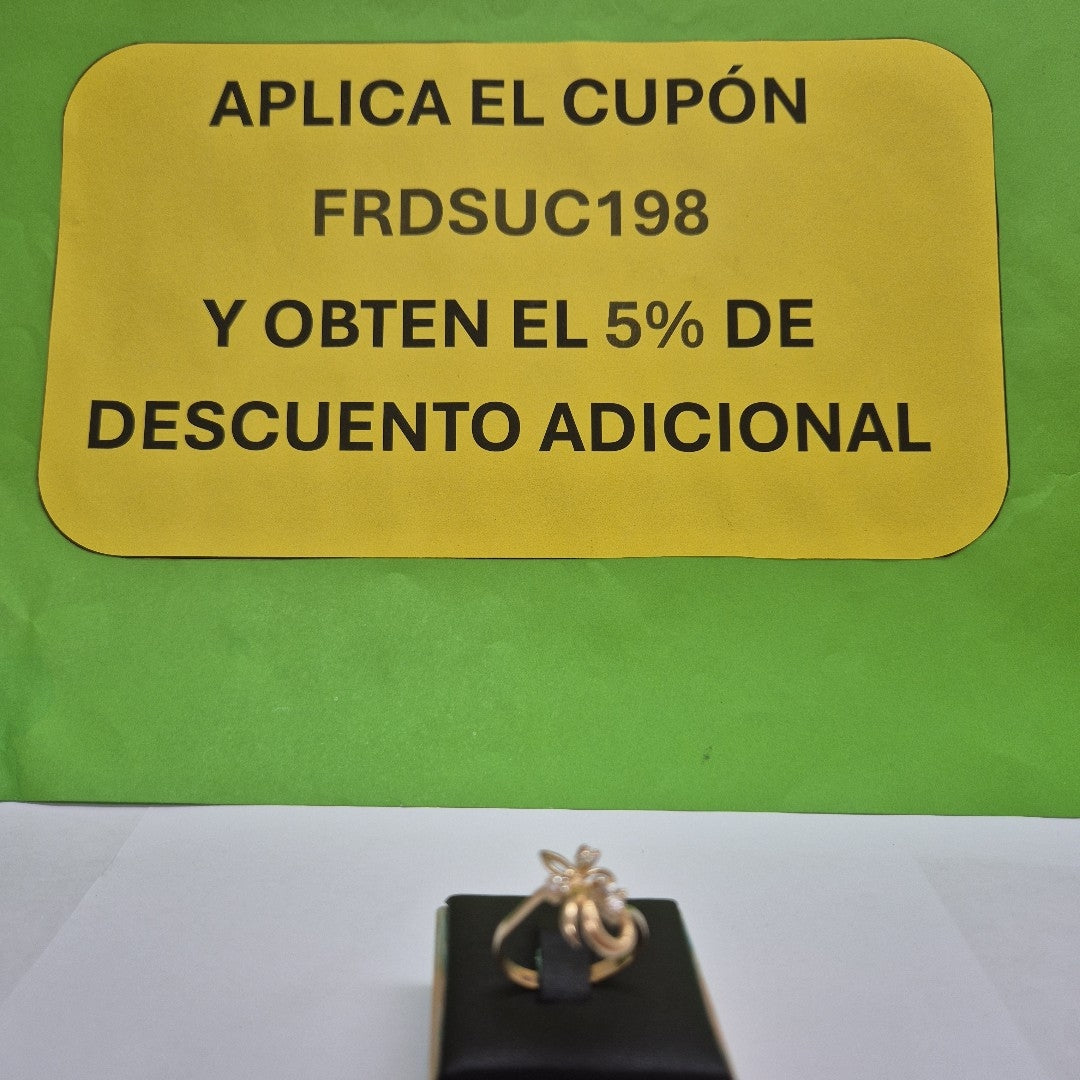 APLICA EL CUPÓN
FRDSUC198
Y OBTEN EL 5% DE
DESCUENTO ADICIONAL